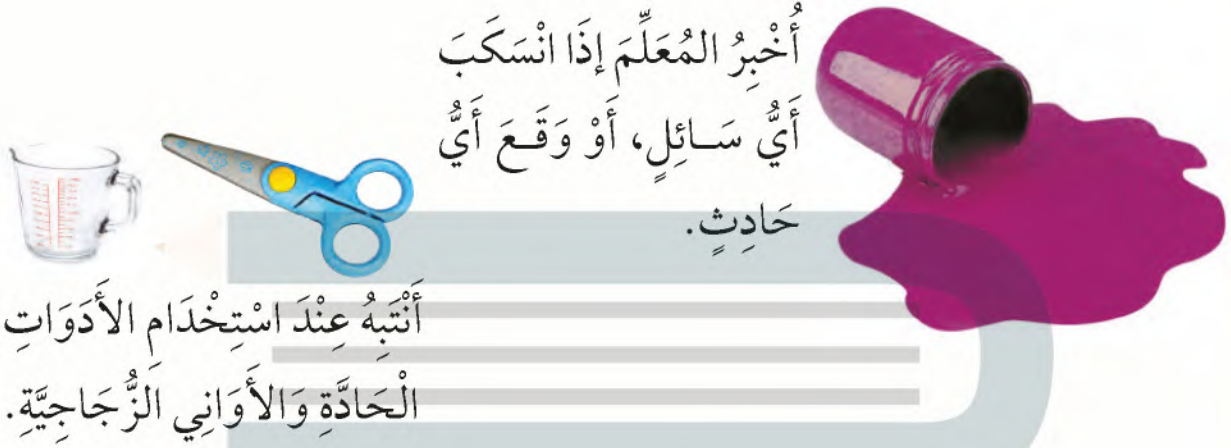 أُخْبِرُ المُعَلِّمَ إِذَا انْسَكَبَ
أَيُّ سَائِلٍ، أَوْ وَقَعَ أَيُّ
حَادِثٍ.
أَنْتَبِهُ عِنْدَ اسْتِخْدَامِ الأَدَوَاتِ
الْحَادَّةِ وَالأَوَانِي الزُّجَاجِيَّةِ.